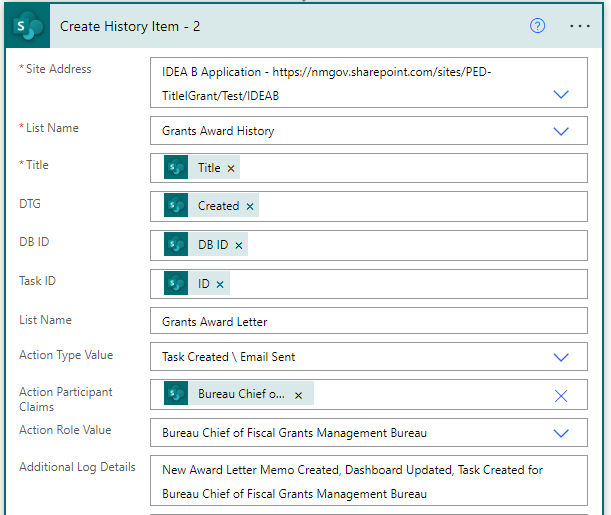 Create History Item - 2
* Site Address
IDEA B Application - https://nmgov.sharepoint.com/sites/PED-
TitleIGrant/Test/IDEAB
* List Name
Grants Award History
* Title
Title ×
DTG
Created ×
DB ID
DB ID ×
Task ID
ID ×
List Name
Grants Award Letter
Action Type Value
Task Created \ Email Sent
Action Participant
Claims
Bureau Chief o... ×
Action Role Value
Bureau Chief of Fiscal Grants Management Bureau
Additional Log Details
New Award Letter Memo Created, Dashboard Updated, Task Created for
Bureau Chief of Fiscal Grants Management Bureau